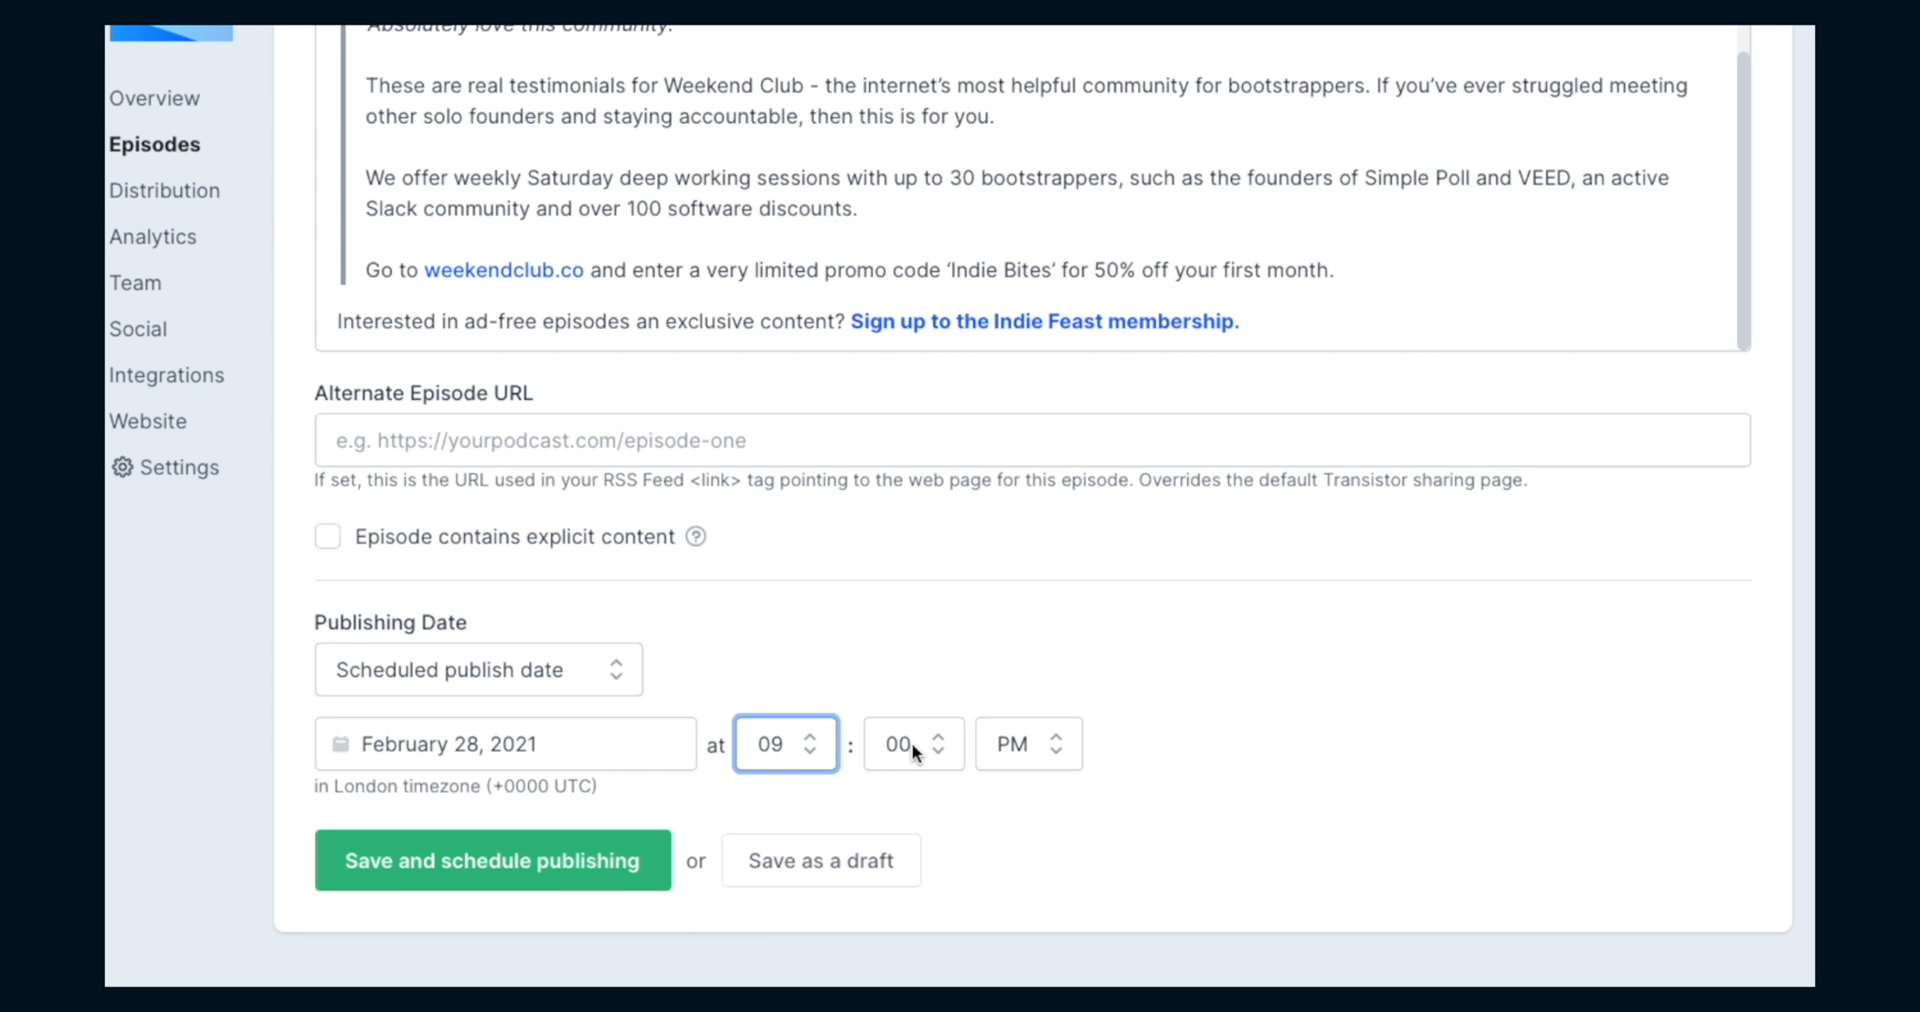 Absolutely love this community.
These are real testimonials for Weekend Club - the internet’s most helpful community for bootstrappers. If you’ve ever struggled meeting
other solo founders and staying accountable, then this is for you.
We offer weekly Saturday deep working sessions with up to 30 bootstrappers, such as the founders of Simple Poll and VEED, an active
Slack community and over 100 software discounts.
Go to weekendclub.co and enter a very limited promo code ‘Indie Bites’ for 50% off your first month.
Interested in ad-free episodes an exclusive content? Sign up to the Indie Feast membership.
Overview
Episodes
Distribution
Analytics
Team
Social
Integrations
Website
Settings
Alternate Episode URL
e.g. https://yourpodcast.com/episode-one
If set, this is the URL used in your RSS Feed <link> tag pointing to the web page for this episode. Overrides the default Transistor sharing page.
Episode contains explicit content ?
Publishing Date
Scheduled publish date
February 28, 2021 at 09 : 00 PM
in London timezone (+0000 UTC)
Save and schedule publishing or Save as a draft